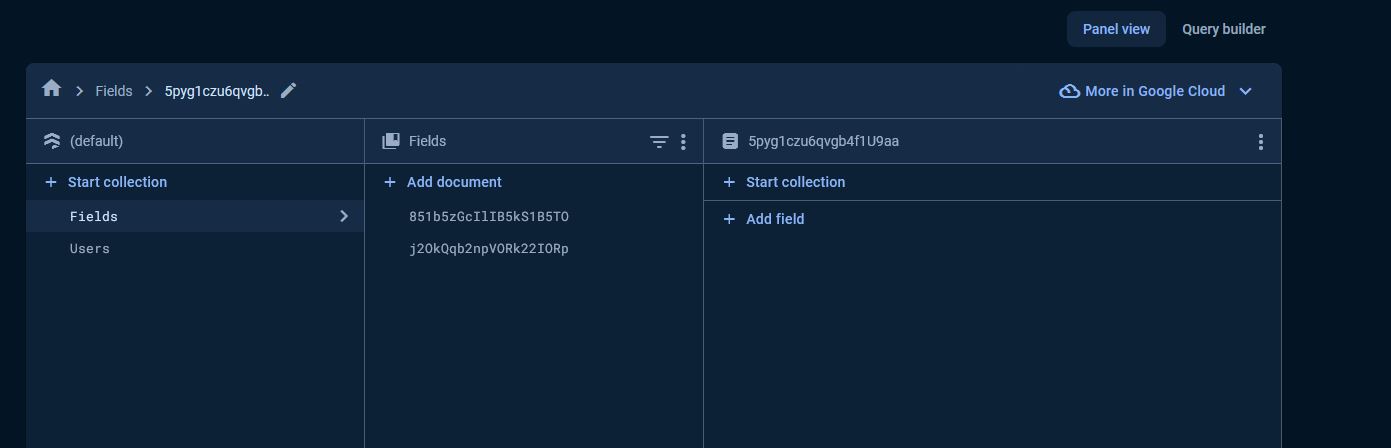 Panel view Query builder
Fields 5pyg1czu6qvgb.. More in Google Cloud
(default) Fields 5pyg1czu6qvgb4f1U9aa
+ Start collection + Add document + Start collection
Fields 851b5zGcIlIB5kS1B5TO
+ Add field
Users j2OkQqb2npVORk22IORp